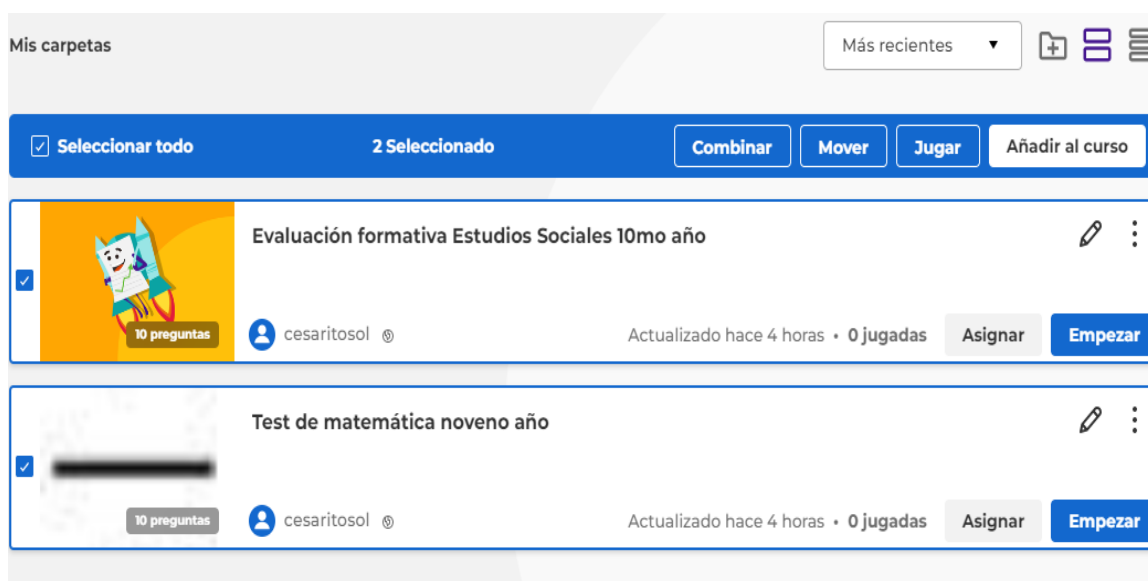 Mis carpetas
Más recientes
Seleccionar todo
2 Seleccionado
Combinar
Mover
Jugar
Añadir al curso
Evaluación formativa Estudios Sociales 10mo año
10 preguntas
cesaritosol
Actualizado hace 4 horas • 0 jugadas
Asignar
Empezar
Test de matemática noveno año
10 preguntas
cesaritosol
Actualizado hace 4 horas • 0 jugadas
Asignar
Empezar